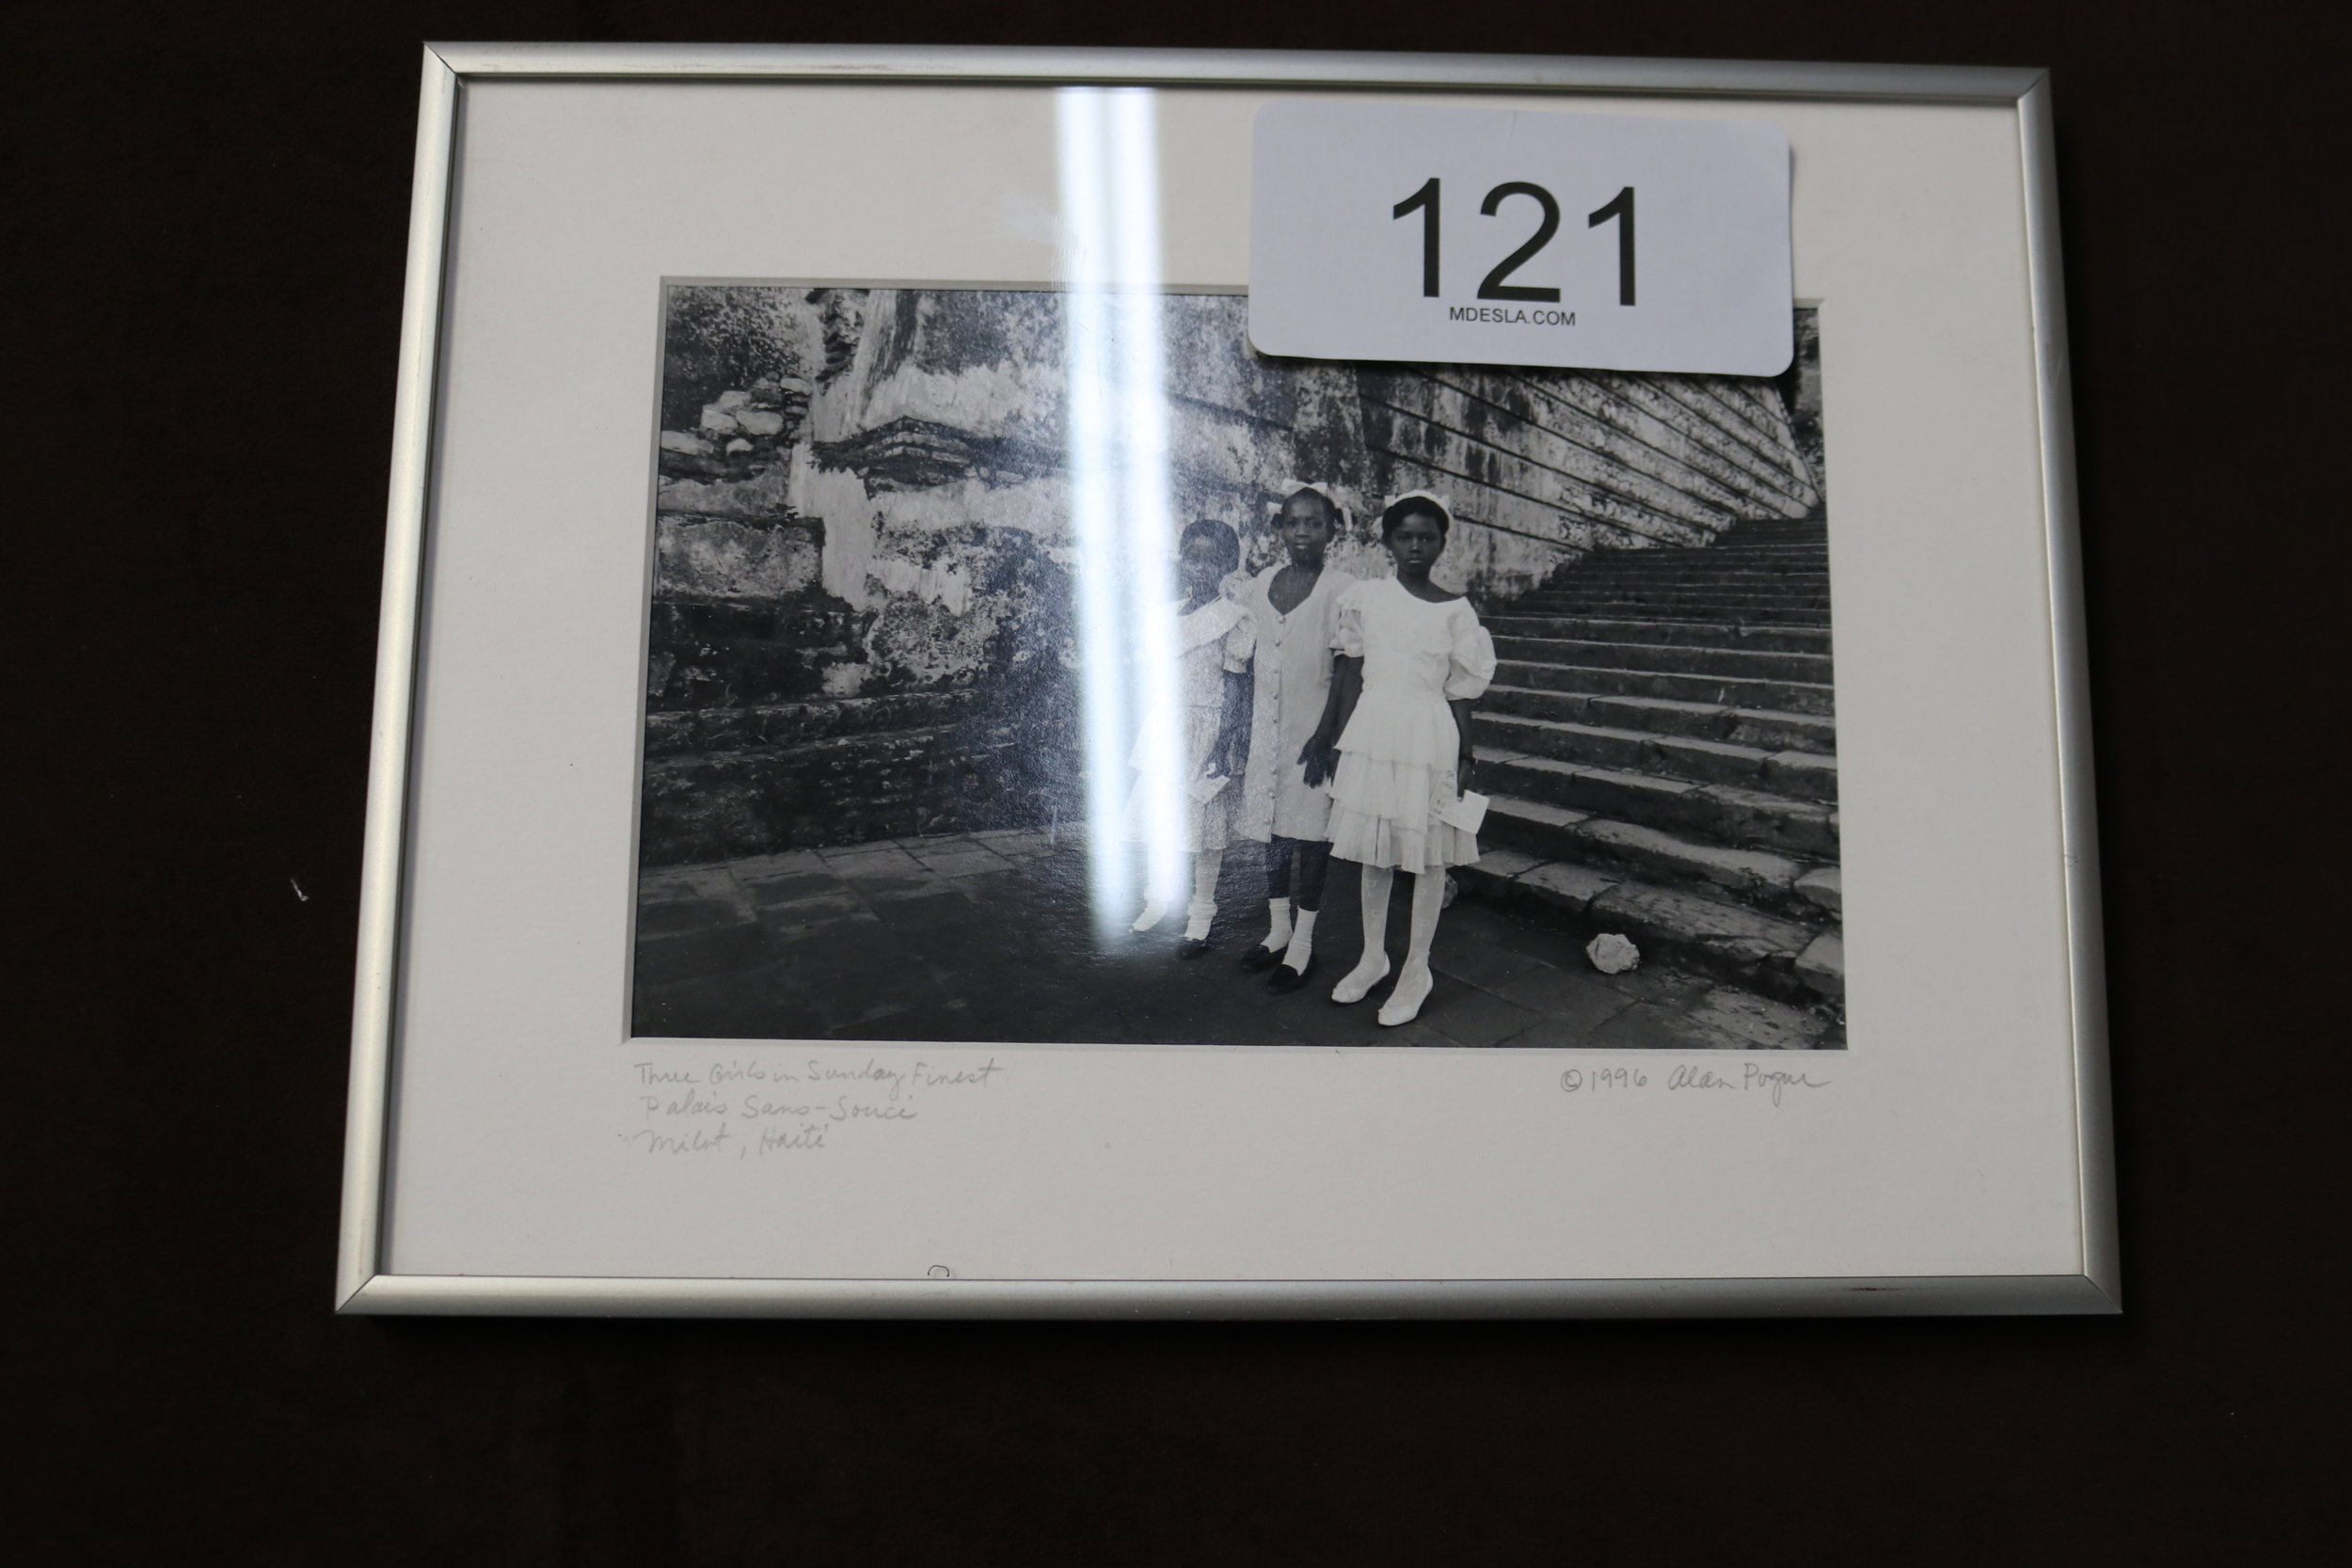 121
MDESLA.COM
Three Girls in Sunday Finest
Palais Sans-Souci
Milot, Haiti
©1996 Alan Pogue